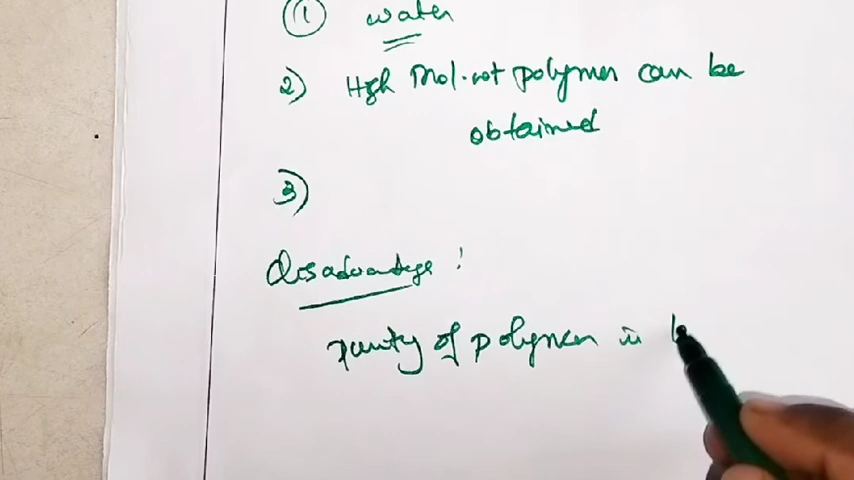 ① water
2) High Mol.wt polymer can be
obtained
3)
Disadvantage :
purity of polymer is